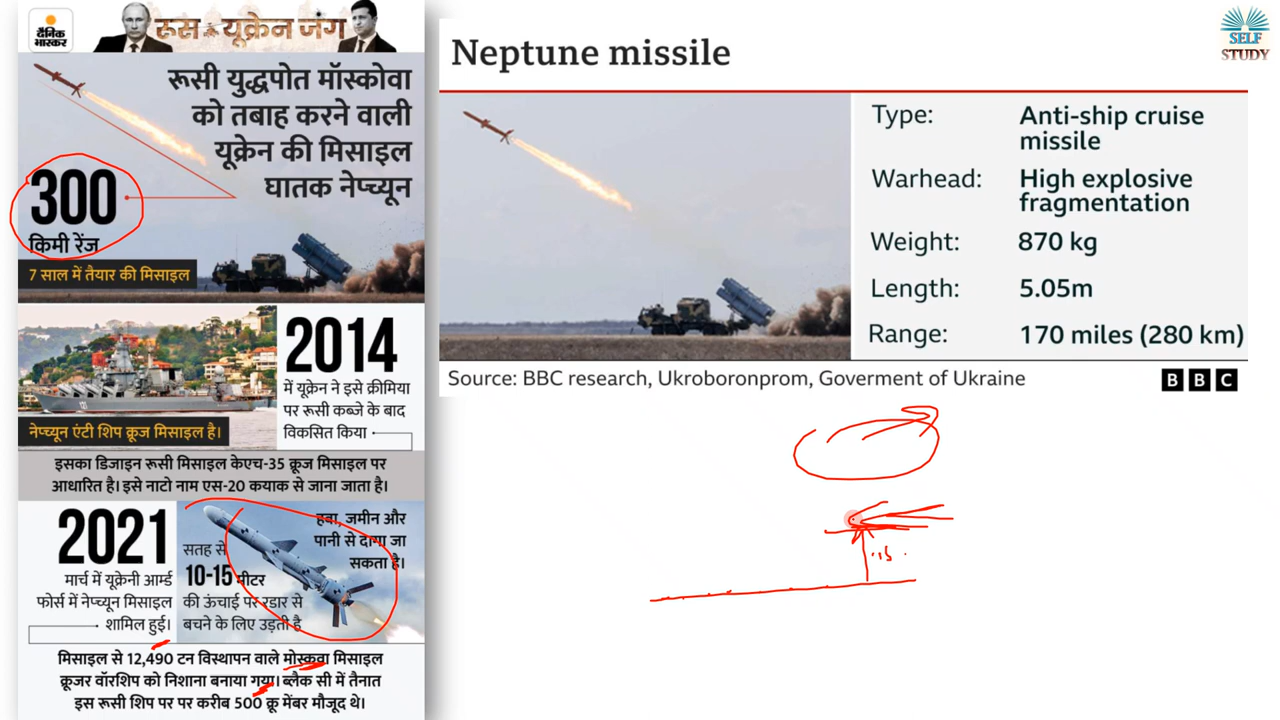 दैनिक
भास्कर
रूस यूक्रेन जंग
रूसी युद्धपोत मॉस्कोवा
को तबाह करने वाली
यूक्रेन की मिसाइल
घातक नेप्च्यून
300
किमी रेंज
7 साल में तैयार की मिसाइल
2014
में यूक्रेन ने इसे क्रीमिया
पर रूसी कब्जे के बाद
विकसित किया
नेप्च्यून एंटी शिप क्रूज मिसाइल है।
इसका डिजाइन रूसी मिसाइल केएच-35 क्रूज मिसाइल पर
आधारित है। इसे नाटो नाम एस-20 कयाक से जाना जाता है।
2021
मार्च में यूक्रेनी आर्म्ड
फोर्स में नेप्च्यून मिसाइल
शामिल हुई।
हवा, जमीन और
पानी से दागा जा
सकता है।
सतह से
10-15 मीटर
की ऊंचाई पर रडार से
बचने के लिए उड़ती है
मिसाइल से 12,490 टन विस्थापन वाले मोस्कवा मिसाइल
क्रूजर वॉरशिप को निशाना बनाया गया। ब्लैक सी में तैनात
इस रूसी शिप पर पर करीब 500 क्रू मेंबर मौजूद थे।
Neptune missile
SELF
STUDY
Type: Anti-ship cruise
missile
Warhead: High explosive
fragmentation
Weight: 870 kg
Length: 5.05m
Range: 170 miles (280 km)
Source: BBC research, Ukroboronprom, Goverment of Ukraine
BBC